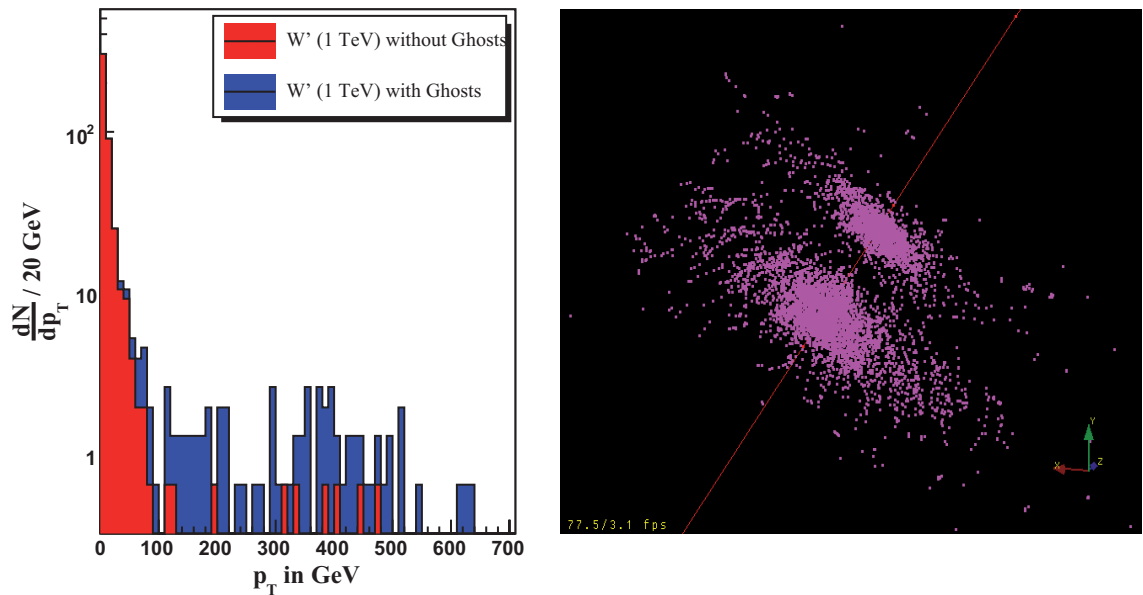 W' (1 TeV) without Ghosts
W' (1 TeV) with Ghosts
10²
10
1
dN
dp_T / 20 GeV
0 100 200 300 400 500 600 700
p_T in GeV
Y
X Z
77.5/3.1 fps